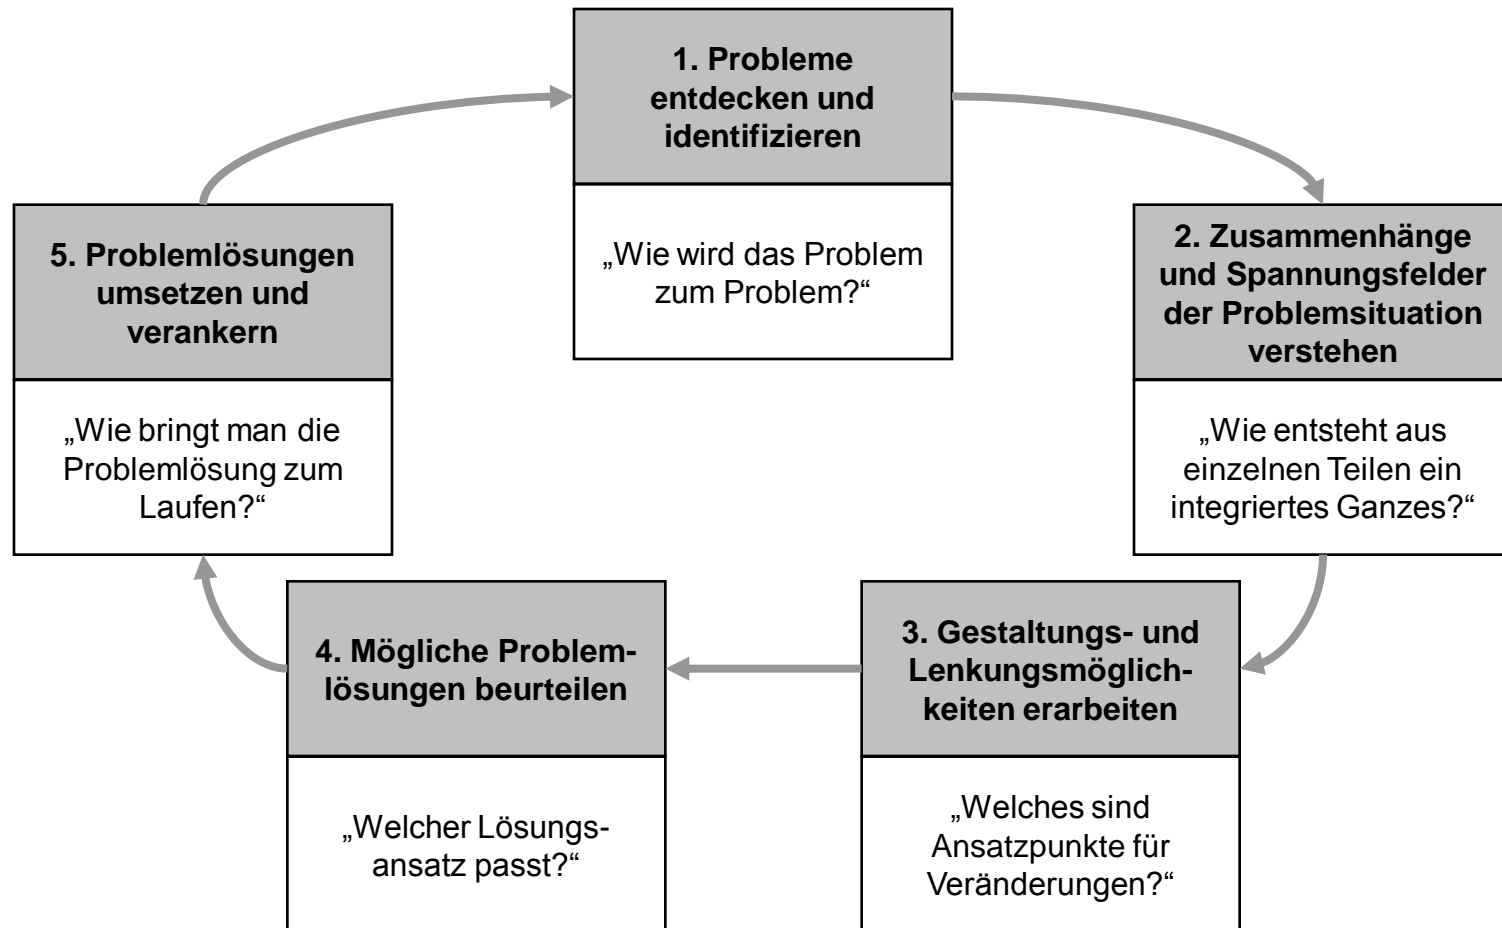 1. Probleme
entdecken und
identifizieren
„Wie wird das Problem
zum Problem?“
2. Zusammenhänge
und Spannungsfelder
der Problemsituation
verstehen
„Wie entsteht aus
einzelnen Teilen ein
integriertes Ganzes?“
3. Gestaltungs- und
Lenkungsmöglich-
keiten erarbeiten
„Welches sind
Ansatzpunkte für
Veränderungen?“
4. Mögliche Problem-
lösungen beurteilen
„Welcher Lösungs-
ansatz passt?“
5. Problemlösungen
umsetzen und
verankern
„Wie bringt man die
Problemlösung zum
Laufen?“